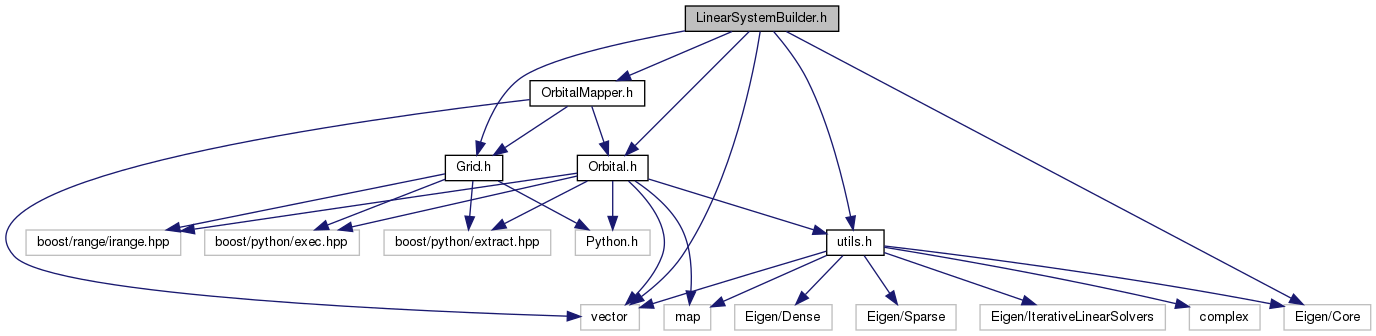 LinearSystemBuilder.h
OrbitalMapper.h
Grid.h
Orbital.h
boost/range/irange.hpp
boost/python/exec.hpp
boost/python/extract.hpp
Python.h
utils.h
vector
map
Eigen/Dense
Eigen/Sparse
Eigen/IterativeLinearSolvers
complex
Eigen/Core